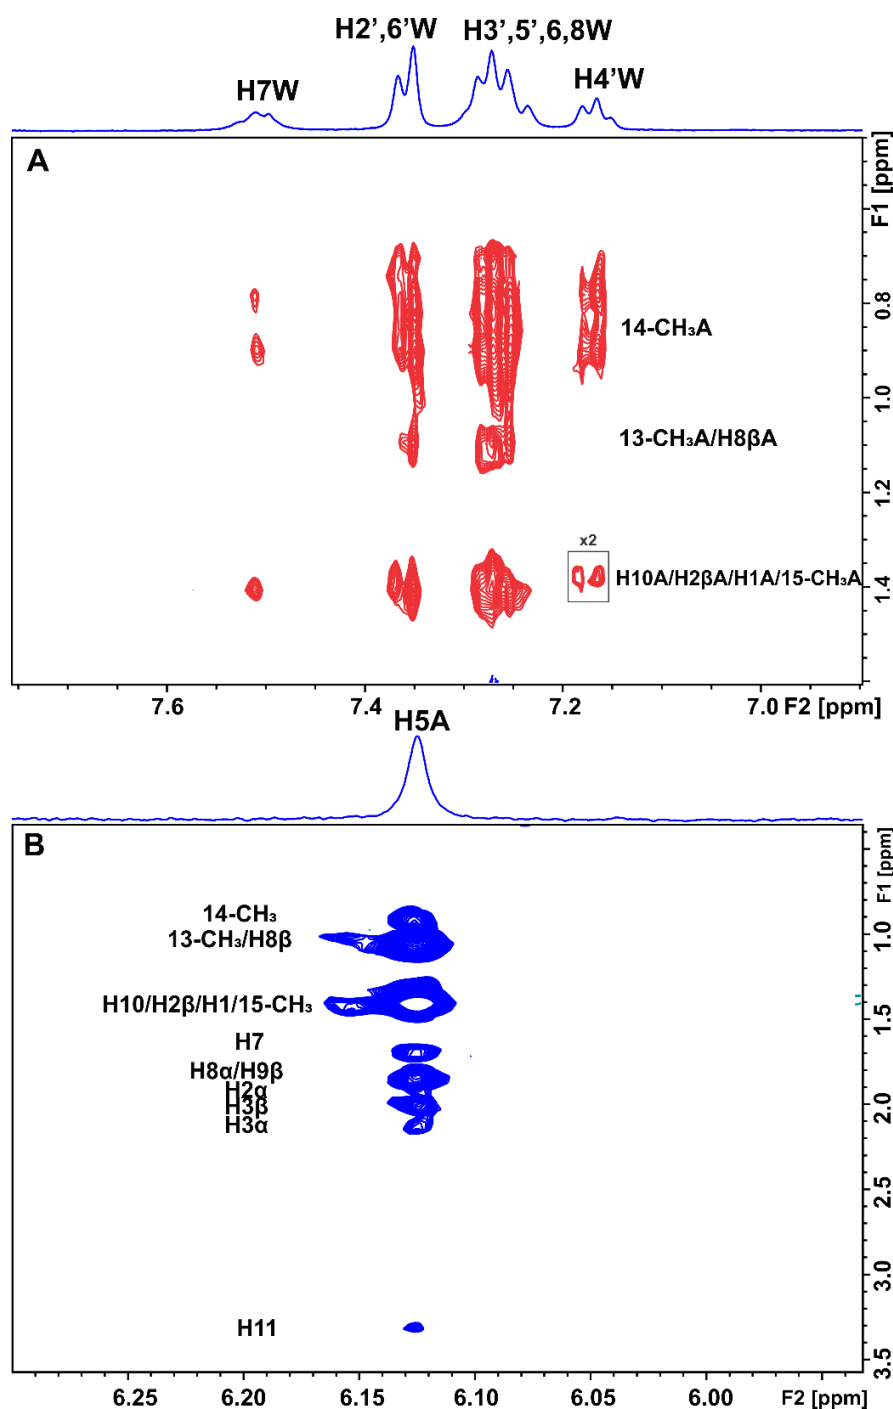 H2’,6’W H3’,5’,6,8W
H7W H4’W
A
F1 [ppm]
0.8
14-CH₃A
1.0
13-CH₃A/H8βA
1.2
x2
H10A/H2βA/H1A/15-CH₃A
1.4
7.6 7.4 7.2 7.0 F2 [ppm]
H5A
B
F1 [ppm]
14-CH₃
13-CH₃/H8β
1.0
H10/H2β/H1/15-CH₃
1.5
H7
H8α/H9β
H2α
H3β
2.0
H3α
2.5
3.0
H11
3.5
6.25 6.20 6.15 6.10 6.05 6.00 F2 [ppm]